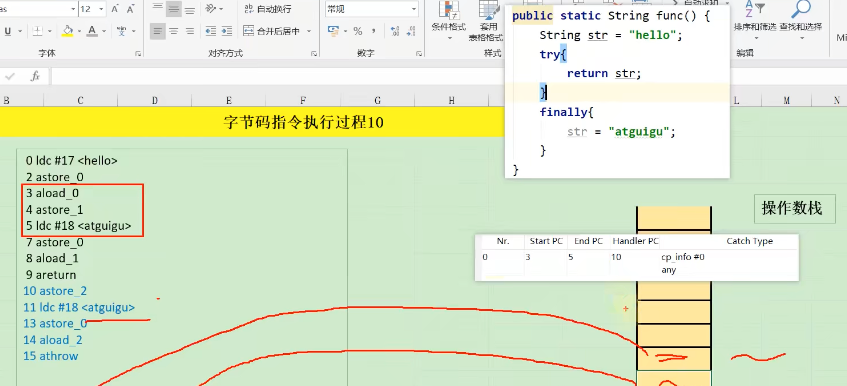 12
自动换行
常规
合并后居中
条件格式
套用
表格格式
排序和筛选
查找和选择
字体
对齐方式
数字
样式
编辑
fx
B C D E F G H L M N
字节码指令执行过程10
public static String func() {
String str = "hello";
try{
return str;
}
finally{
str = "atguigu";
}
}
0 ldc #17 <hello>
2 astore_0
3 aload_0
4 astore_1
5 ldc #18 <atguigu>
7 astore_0
8 aload_1
9 areturn
10 astore_2
11 ldc #18 <atguigu>
13 astore_0
14 aload_2
15 athrow
操作数栈
Nr. Start PC End PC Handler PC Catch Type
0 3 5 10 cp_info #0
any